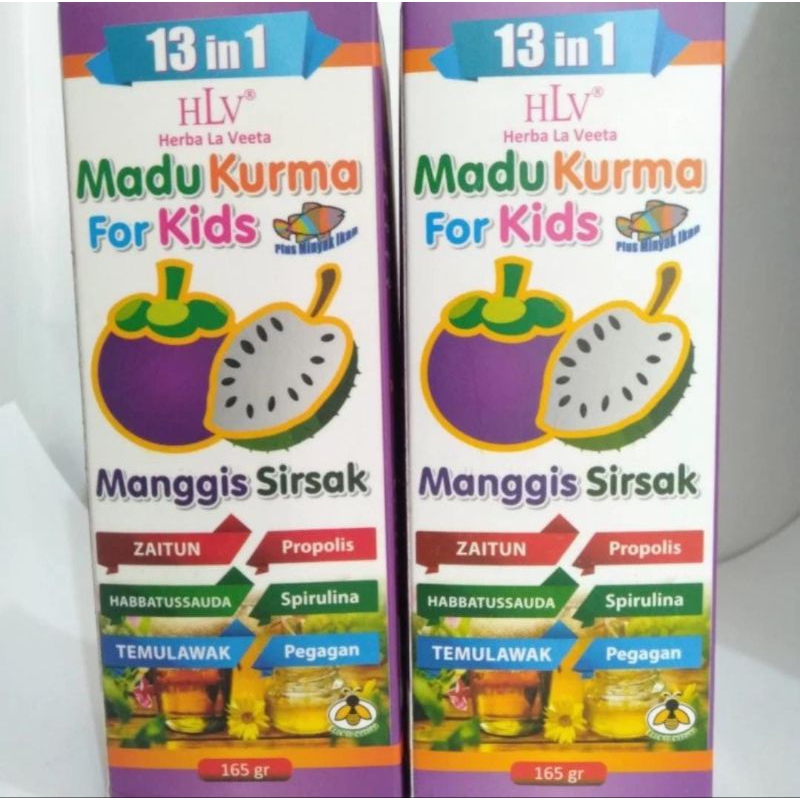 13 in 1
HLV®
Herba La Veeta
Madu Kurma
For Kids
Plus Minyak Ikan
Manggis Sirsak
ZAITUN Propolis
HABBATUSSAUDA Spirulina
TEMULAWAK Pegagan
165 gr
13 in 1
HLV®
Herba La Veeta
Madu Kurma
For Kids
Plus Minyak Ikan
Manggis Sirsak
ZAITUN Propolis
HABBATUSSAUDA Spirulina
TEMULAWAK Pegagan
165 gr